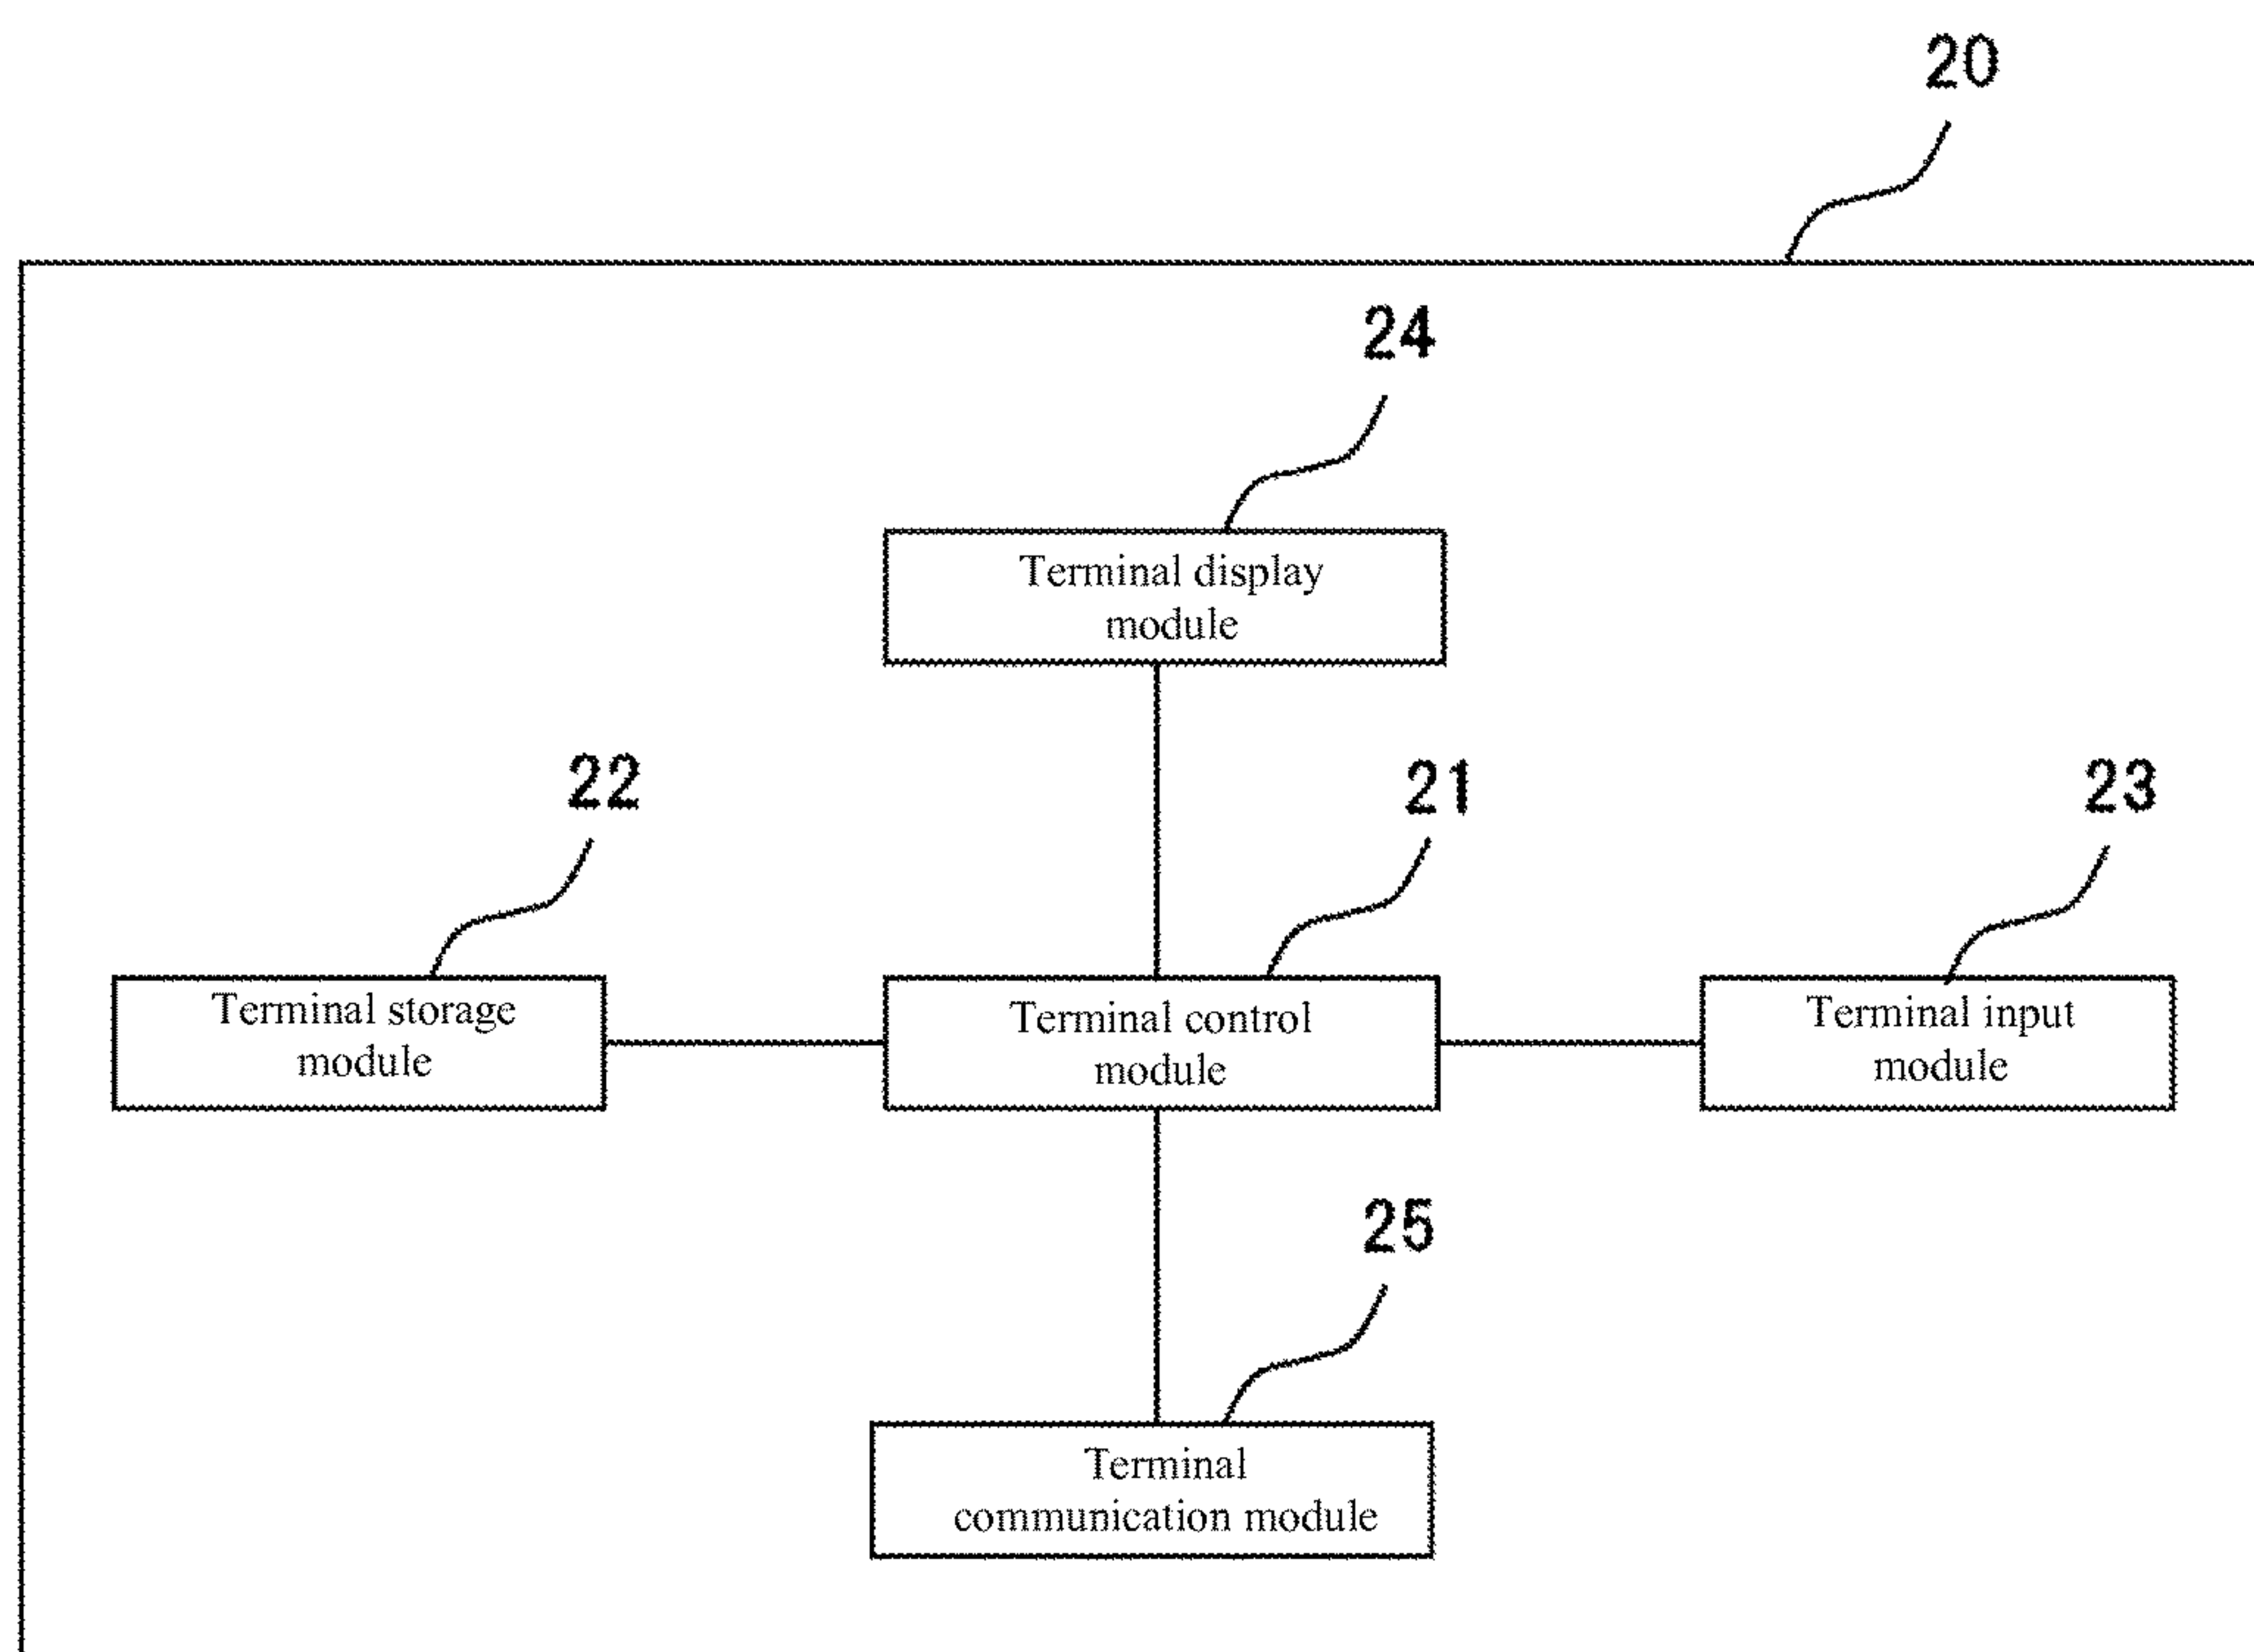 20
24
Terminal display
module
22
21
23
Terminal storage
module
Terminal control
module
Terminal input
module
25
Terminal
communication module